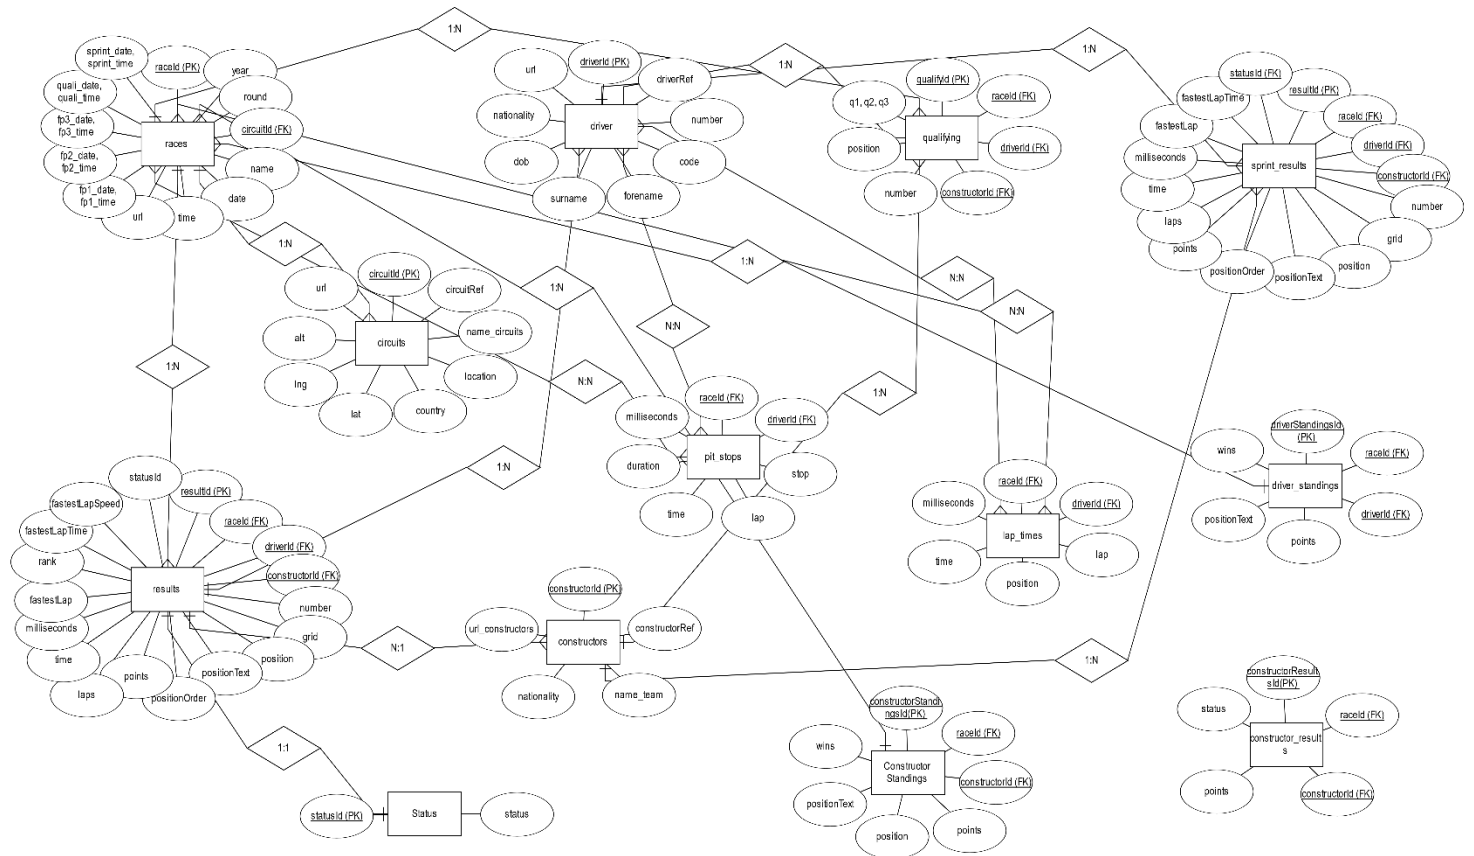 1:N
sprint_date,
sprint_time
raceId (PK)
year
quali_date,
quali_time
round
fp3_date,
fp3_time
circuitId (FK)
races
fp2_date,
fp2_time
name
fp1_date,
fp1_time
date
url
time
url
driverId (PK)
driverRef
nationality
number
driver
dob
code
surname
forename
1:N
q1, q2, q3
qualifyId (PK)
raceId (FK)
qualifying
position
driverId (FK)
number
constructorId (FK)
1:N
statusId (FK)
fastestLapTime
resultId (PK)
fastestLap
raceId (FK)
milliseconds
driverId (FK)
sprint_results
time
constructorId (FK)
laps
number
points
grid
positionOrder
positionText
position
1:N
1:N
1:N
N:N
N:N
N:N
url
circuitId (PK)
circuitRef
alt
name_circuits
circuits
lng
location
lat
country
1:N
N:N
1:N
milliseconds
raceId (FK)
driverId (FK)
duration
pit_stops
stop
time
lap
1:N
statusId
fastestLapSpeed
resultId (PK)
raceId (FK)
fastestLapTime
driverId (FK)
rank
constructorId (FK)
results
fastestLap
number
milliseconds
grid
time
position
points
positionText
laps
positionOrder
N:1
1:1
statusId (PK)
Status
status
constructorId (PK)
url_constructors
constructors
constructorRef
nationality
name_team
milliseconds
raceId (FK)
driverId (FK)
lap_times
time
lap
position
1:N
driverStandingsId
(PK)
wins
raceId (FK)
driver_standings
positionText
driverId (FK)
points
constructorStandi
ngsId(PK)
wins
raceId (FK)
Constructor
Standings
constructorId (FK)
positionText
position
points
constructorResul
tsId(PK)
status
raceId (FK)
constructor_result
s
points
constructorId (FK)